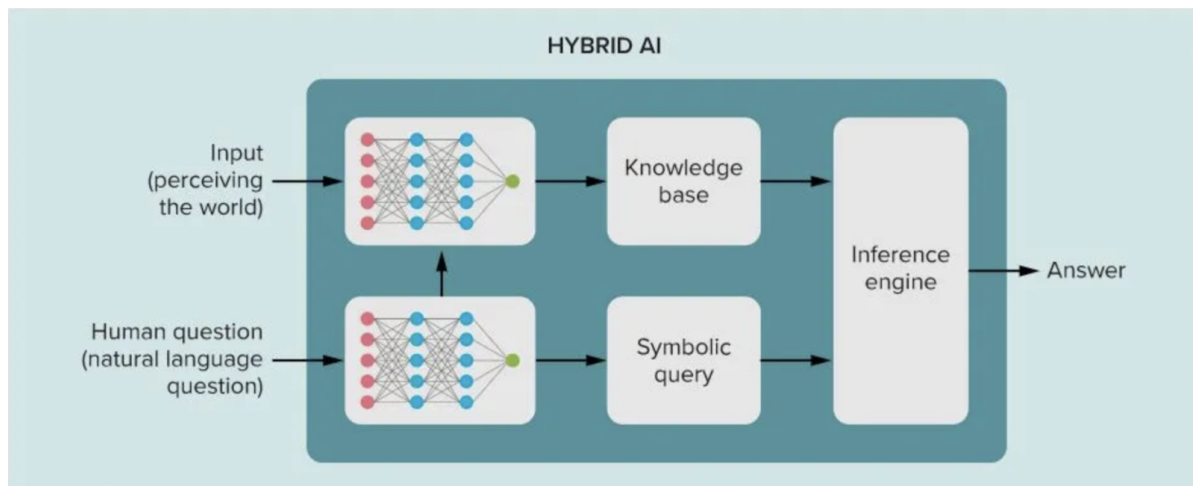 HYBRID AI
Input
(perceiving
the world)
Knowledge
base
Inference
engine
Answer
Human question
(natural language
question)
Symbolic
query